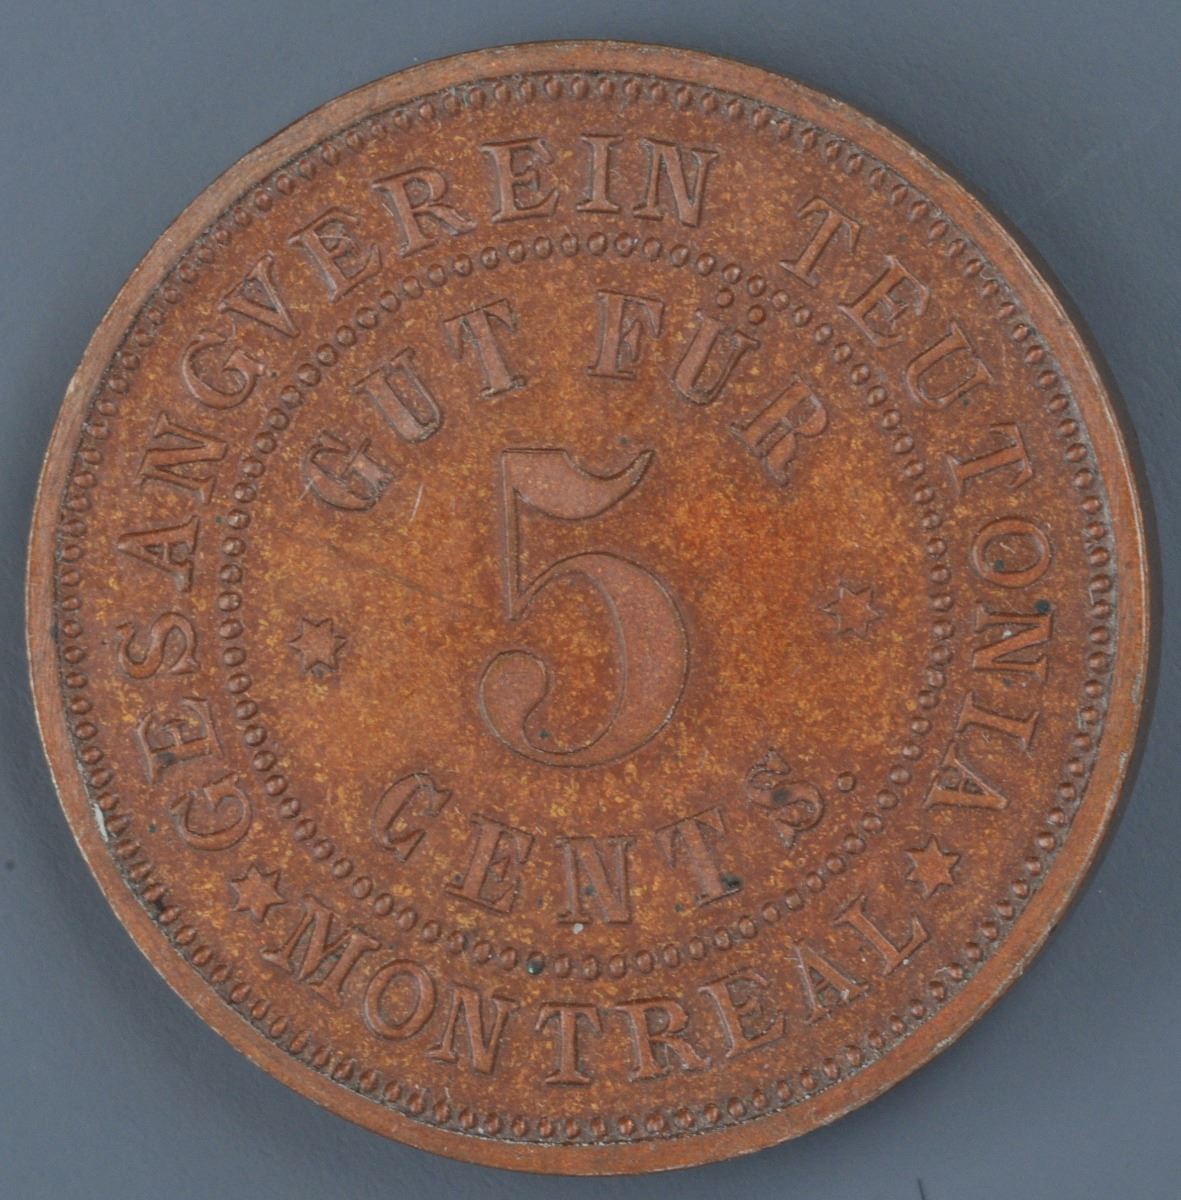 GESANGVEREIN TEUTONIA
MONTREAL
GUT FÜR
5
CENTS.